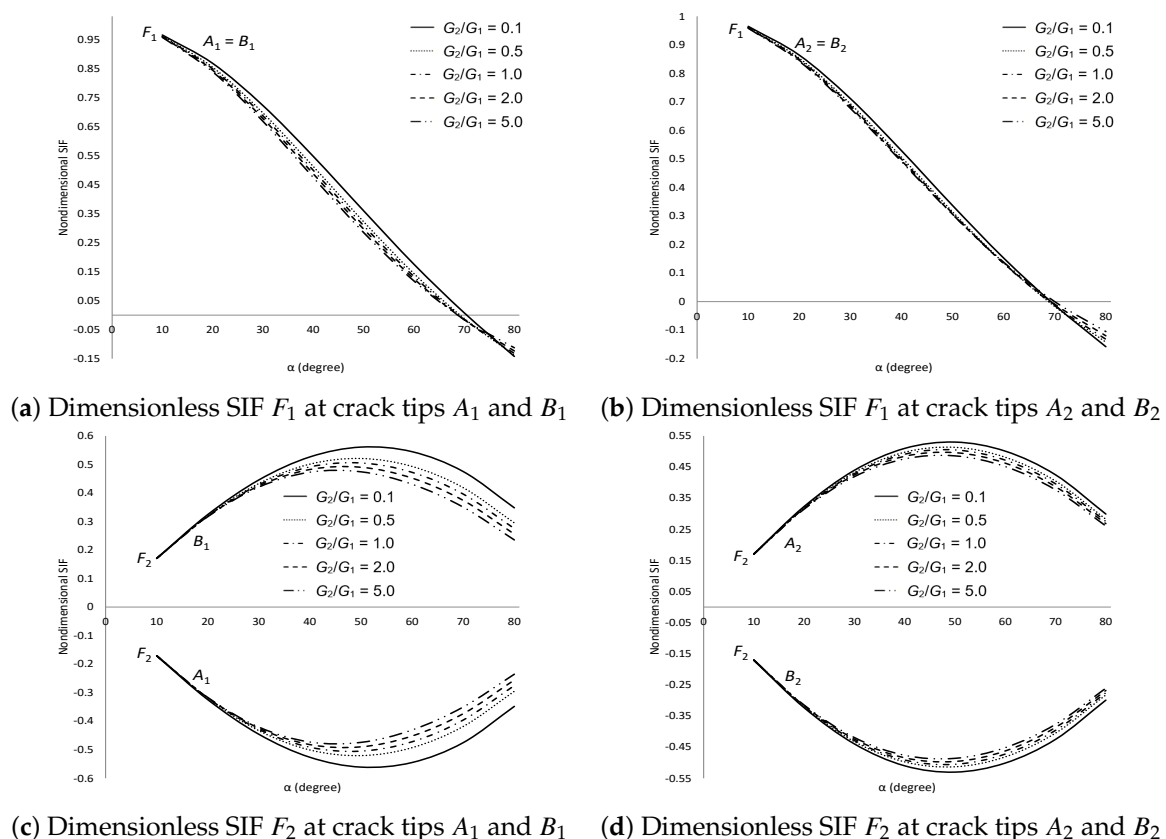 0.95
0.85
0.75
0.65
0.55
0.45
0.35
0.25
0.15
0.05
-0.05
-0.15
Nondimensional SIF
F1
A1 = B1
G2/G1 = 0.1
G2/G1 = 0.5
G2/G1 = 1.0
G2/G1 = 2.0
G2/G1 = 5.0
0 10 20 30 40 50 60 70 80
α (degree)
(a) Dimensionless SIF F1 at crack tips A1 and B1
1
0.9
0.8
0.7
0.6
0.5
0.4
0.3
0.2
0.1
0
-0.1
-0.2
Nondimensional SIF
F1
A2 = B2
G2/G1 = 0.1
G2/G1 = 0.5
G2/G1 = 1.0
G2/G1 = 2.0
G2/G1 = 5.0
0 10 20 30 40 50 60 70 80
α (degree)
(b) Dimensionless SIF F1 at crack tips A2 and B2
0.6
0.5
0.4
0.3
0.2
0.1
0
-0.1
-0.2
-0.3
-0.4
-0.5
-0.6
Nondimensional SIF
F2
B1
G2/G1 = 0.1
G2/G1 = 0.5
G2/G1 = 1.0
G2/G1 = 2.0
G2/G1 = 5.0
0 10 20 30 40 50 60 70 80
F2
A1
α (degree)
(c) Dimensionless SIF F2 at crack tips A1 and B1
0.55
0.45
0.35
0.25
0.15
0.05
-0.05
-0.15
-0.25
-0.35
-0.45
-0.55
Nondimensional SIF
F2
A2
G2/G1 = 0.1
G2/G1 = 0.5
G2/G1 = 1.0
G2/G1 = 2.0
G2/G1 = 5.0
0 10 20 30 40 50 60 70 80
F2
B2
α (degree)
(d) Dimensionless SIF F2 at crack tips A2 and B2